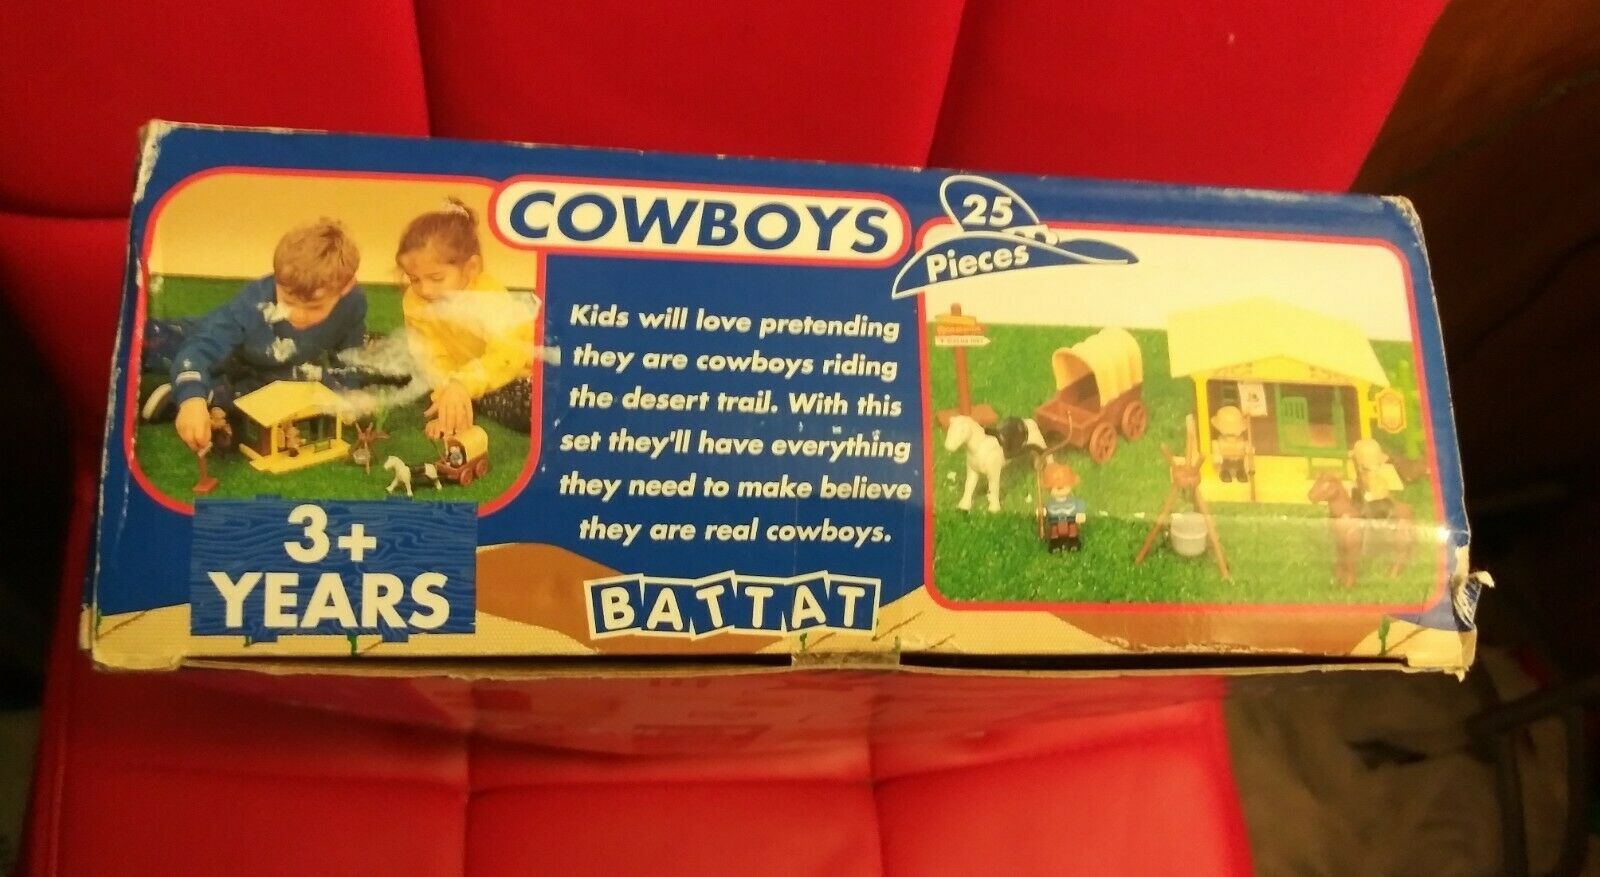 COWBOYS
25
Pieces
Kids will love pretending
they are cowboys riding
the desert trail. With this
set they'll have everything
they need to make believe
they are real cowboys.
3+
YEARS
BATTAT